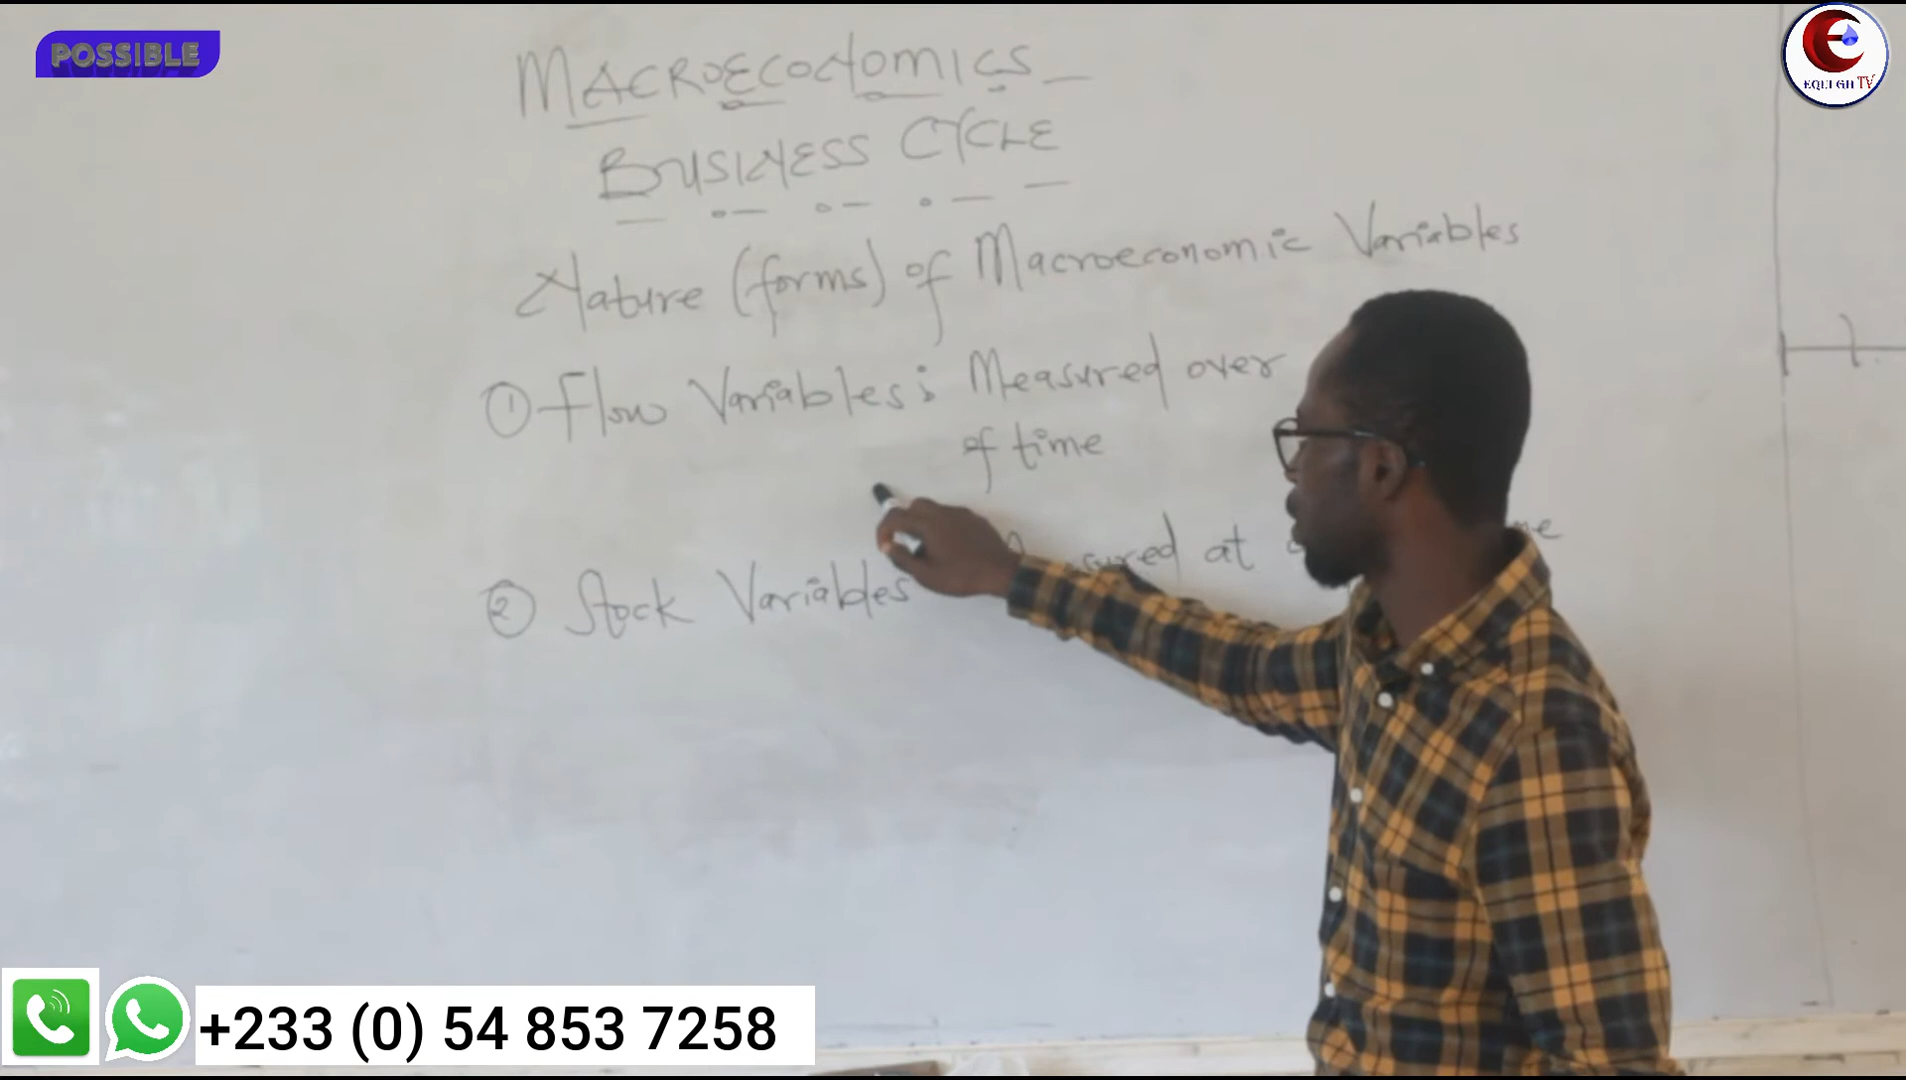 POSSIBLE
EQUI GH TV
MACROECONOMICS
BUSINESS CYCLE
Nature (forms) of Macroeconomic Variables
① Flow Variables: Measured over
of time
② Stock Variables at
+233 (0) 54 853 7258